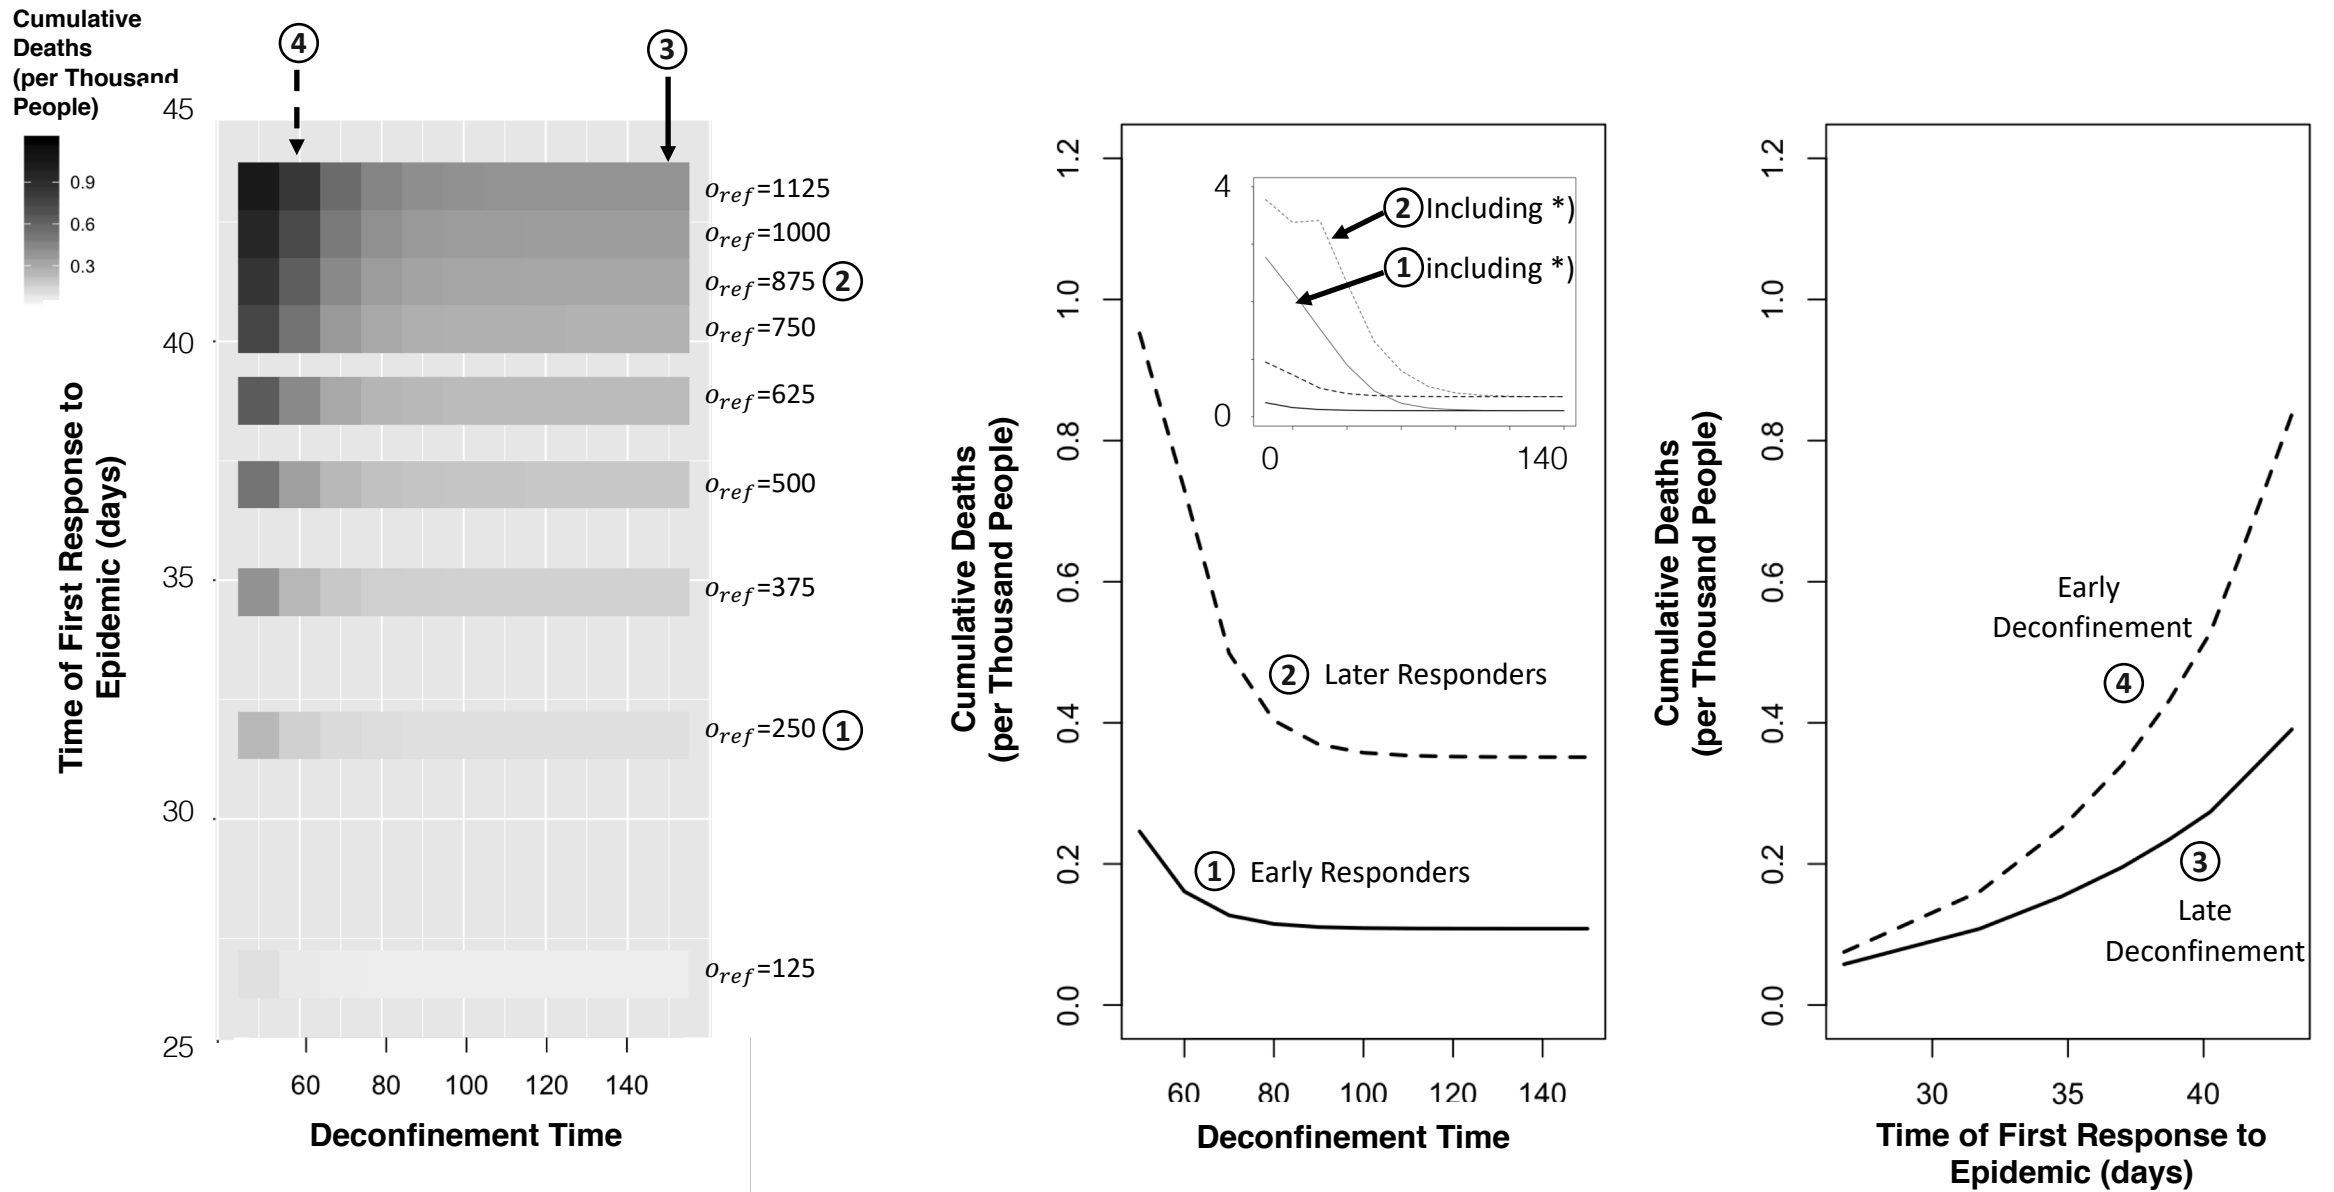 Cumulative
Deaths
(per Thousand
People)
0.9
0.6
0.3
④
③
45
40
35
30
25
Time of First Response to
Epidemic (days)
o_ref=1125
o_ref=1000
o_ref=875 ②
o_ref=750
o_ref=625
o_ref=500
o_ref=375
o_ref=250 ①
o_ref=125
60 80 100 120 140
Deconfinement Time
Cumulative Deaths
(per Thousand People)
1.2
1.0
0.8
0.6
0.4
0.2
0.0
4
0
0 140
② Including *)
① including *)
② Later Responders
① Early Responders
60 80 100 120 140
Deconfinement Time
Cumulative Deaths
(per Thousand People)
1.2
1.0
0.8
0.6
0.4
0.2
0.0
Early
Deconfinement
④
③
Late
Deconfinement
30 35 40
Time of First Response to
Epidemic (days)